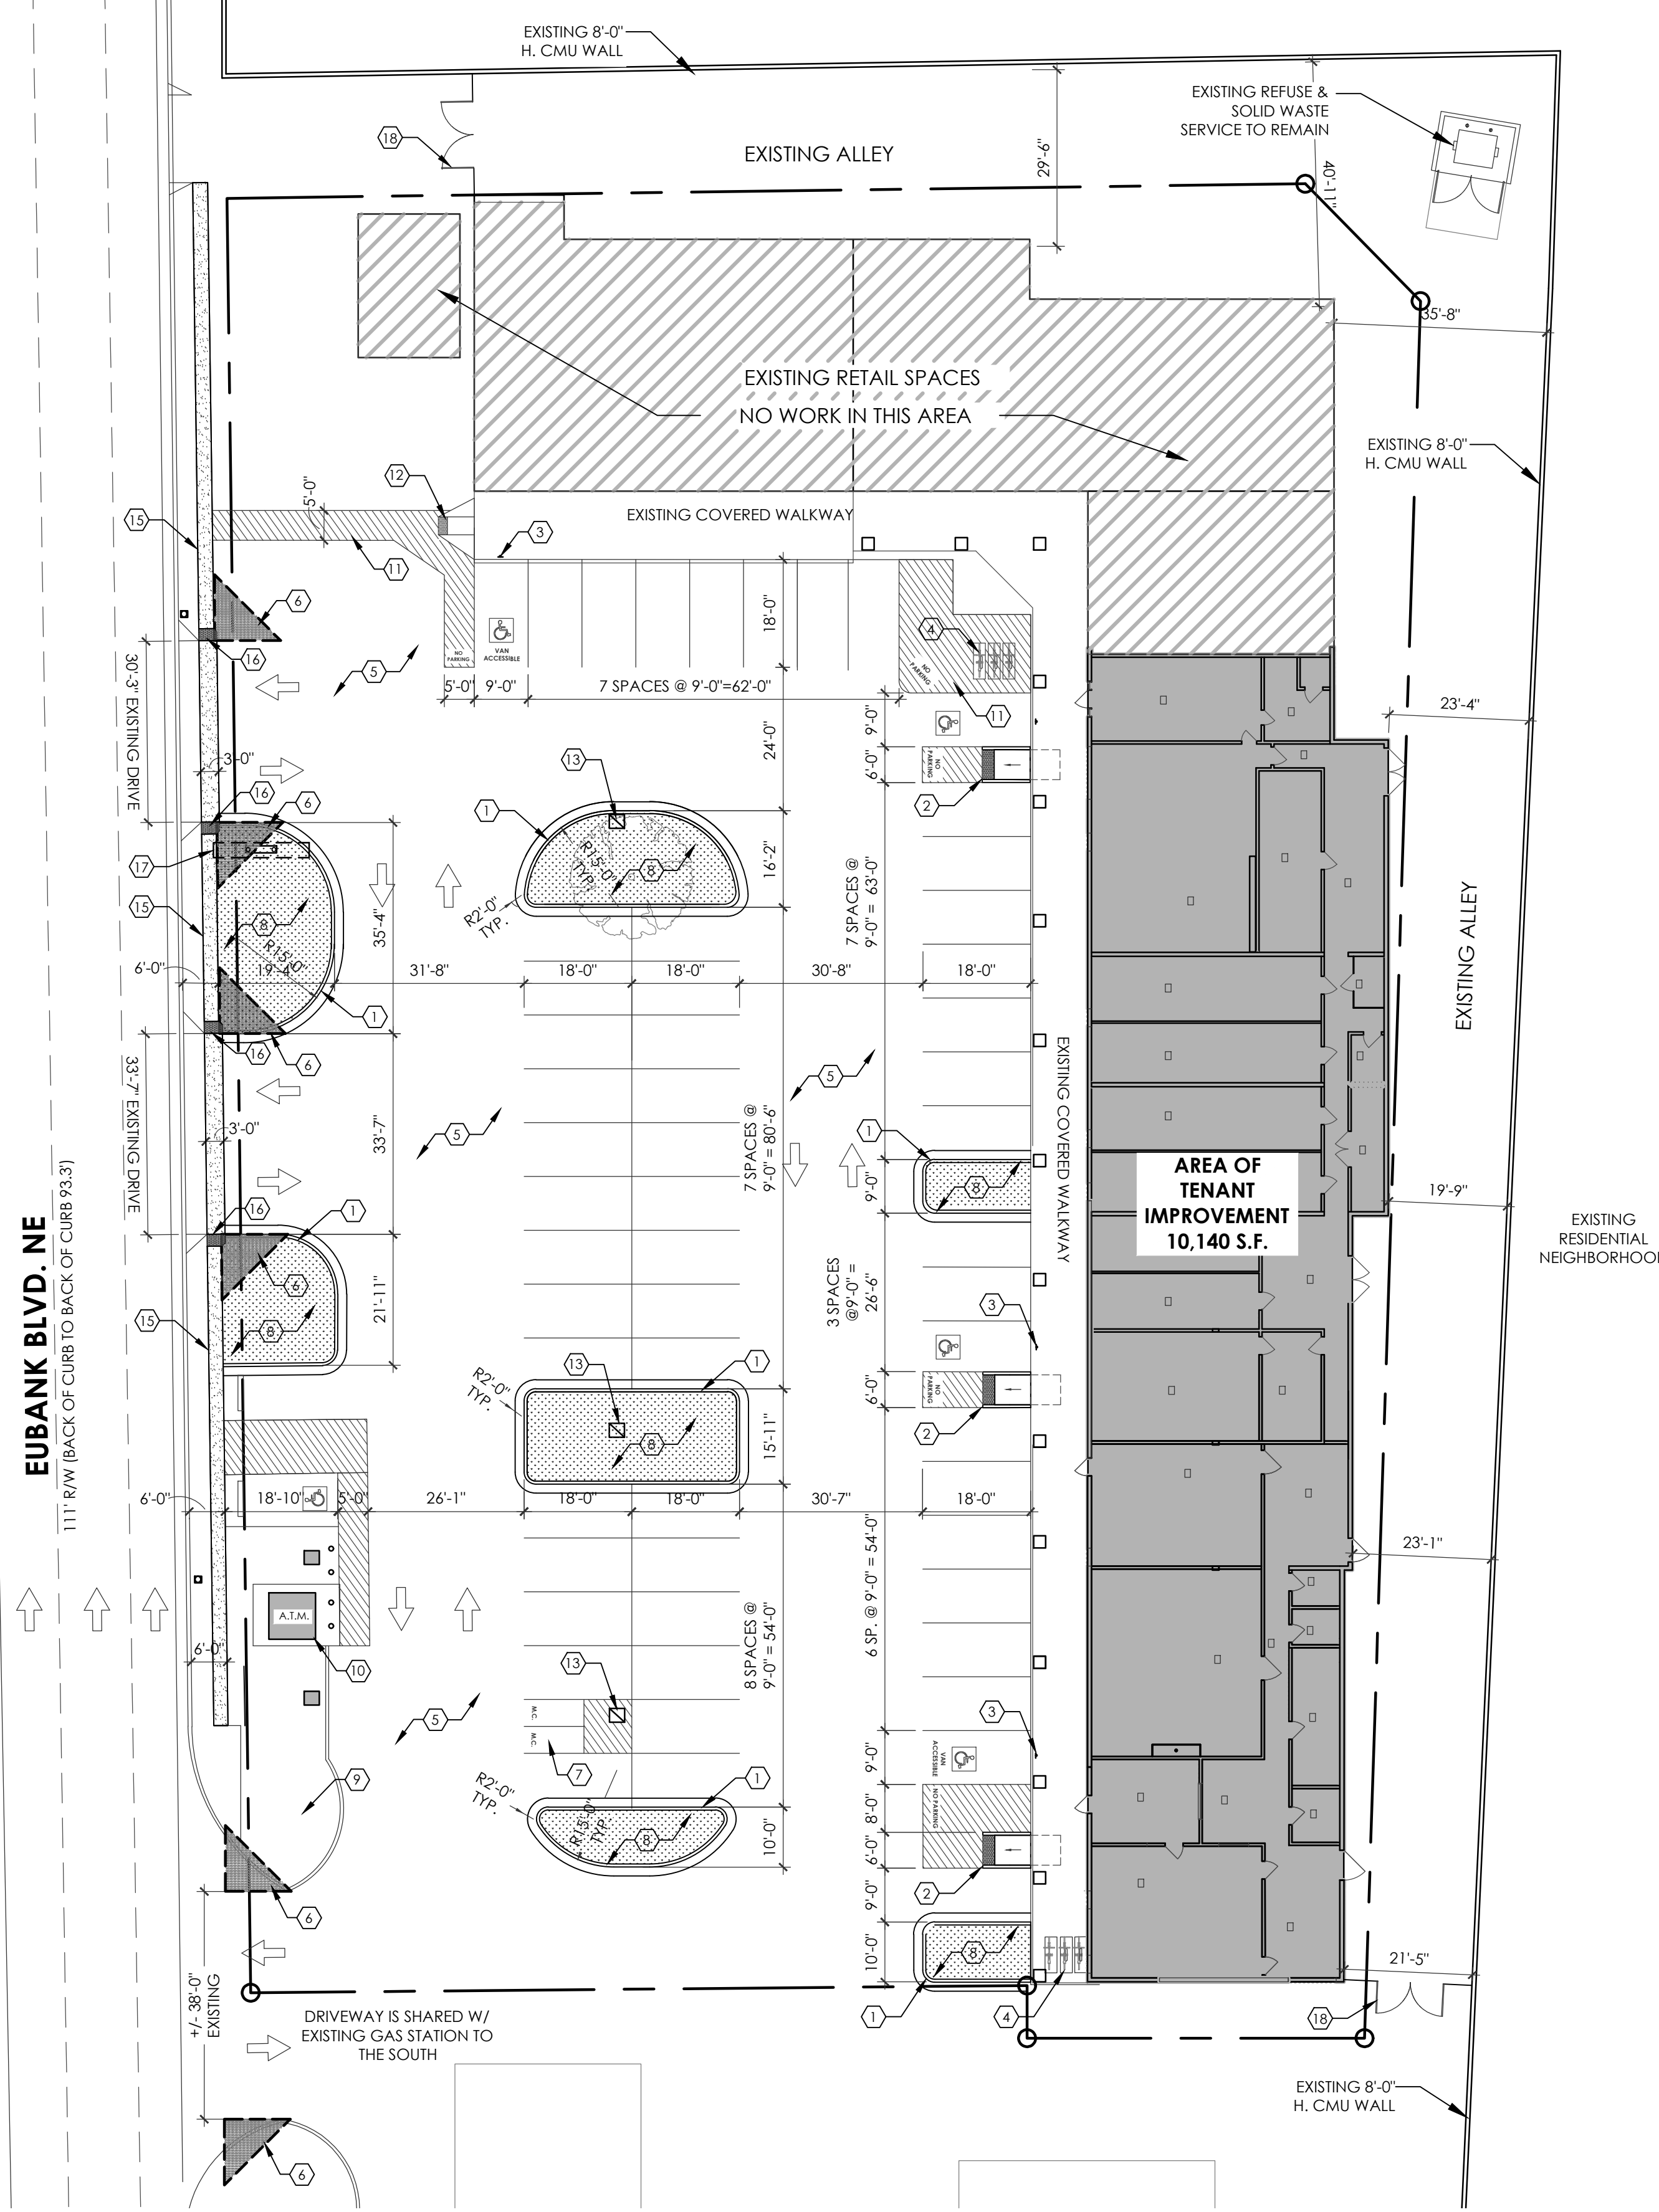 EXISTING 8'-0"
H. CMU WALL
EXISTING REFUSE &
SOLID WASTE
SERVICE TO REMAIN
18
EXISTING ALLEY
29'-6"
40'-11"
35'-8"
EXISTING RETAIL SPACES
NO WORK IN THIS AREA
EXISTING 8'-0"
H. CMU WALL
12
5'-0"
15
EXISTING COVERED WALKWAY
3
11
6
18'-0"
4
NO
PARKING
VAN
ACCESSIBLE
NO
PARKING
16
5
30'-3" EXISTING DRIVE
5'-0"
9'-0"
7 SPACES @ 9'-0"=62'-0"
11
23'-4"
9'-0"
24'-0"
6'-0"
NO
PARKING
3'-0"
13
16
6
1
2
17
R15'-0"
TYP.
8
16'-2"
15
R2'-0"
TYP.
7 SPACES @
9'-0" = 63'-0"
8
35'-4"
R15'-0"
6'-0"
19'-4"
31'-8"
18'-0"
18'-0"
30'-8"
18'-0"
EXISTING ALLEY
1
16
6
5
EXISTING COVERED WALKWAY
33'-7" EXISTING DRIVE
3'-0"
33'-7"
5
7 SPACES @
9'-0" = 80'-6"
1
8
9'-0"
AREA OF
TENANT
IMPROVEMENT
10,140 S.F.
19'-9"
EXISTING
RESIDENTIAL
NEIGHBORHOO
EUBANK BLVD. NE
111' R/W (BACK OF CURB TO BACK OF CURB 93.3')
16
1
6
21'-11"
15
8
3 SPACES
@9'-0" =
26'-6"
3
13
1
R2'-0"
TYP.
6'-0"
NO
PARKING
2
8
15'-11"
6'-0"
18'-10"
5'-0"
26'-1"
18'-0"
18'-0"
30'-7"
18'-0"
23'-1"
6 SP. @ 9'-0" = 54'-0"
A.T.M.
8 SPACES @
9'-0" = 54'-0"
6'-0"
10
13
M.C.
M.C.
5
3
7
9'-0"
VAN
ACCESSIBLE
9
R2'-0"
TYP.
1
R15'-0"
TYP.
8
10'-0"
8'-0"
NO PARKING
6'-0"
2
9'-0"
6
8
10'-0"
21'-5"
+/- 38'-0"
EXISTING
DRIVEWAY IS SHARED W/
EXISTING GAS STATION TO
THE SOUTH
1
4
18
EXISTING 8'-0"
H. CMU WALL
6